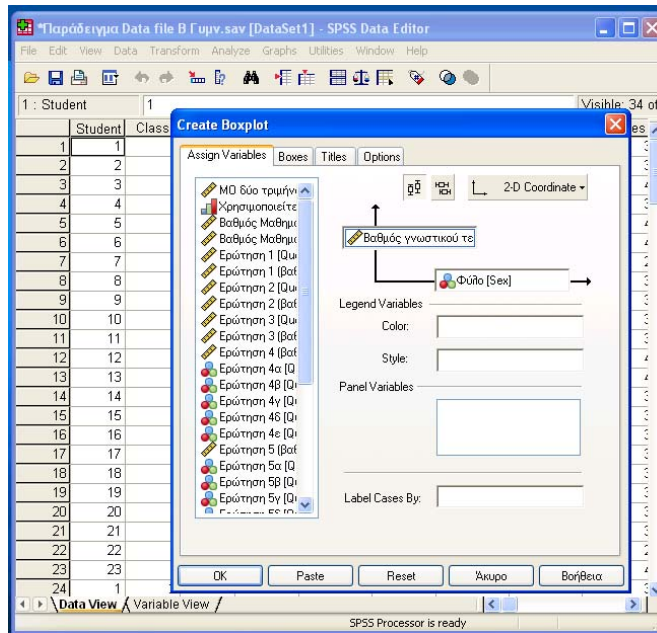 *Παράδειγμα Data file Β Γυμν.sav [DataSet1] - SPSS Data Editor
File Edit View Data Transform Analyze Graphs Utilities Window Help
1 : Student 1 Visible: 34 of
Student Class es
1 1
2 2
3 3
4 4
5 5
6 6
7 7
8 8
9 9
10 10
11 11
12 12
13 13
14 14
15 15
16 16
17 17
18 18
19 19
20 20
21 21
22 22
23 23
24 1
Data View Variable View
SPSS Processor is ready
Create Boxplot
Assign Variables Boxes Titles Options
ΜΟ δύο τριμήν
Χρησιμοποιείτε
Βαθμός Μαθημα
Βαθμός Μαθημα
Ερώτηση 1 [Que
Ερώτηση 1 (βαθ
Ερώτηση 2 [Que
Ερώτηση 2 (βαθ
Ερώτηση 3 [Que
Ερώτηση 3 (βαθ
Ερώτηση 4 (βαθ
Ερώτηση 4α [Q
Ερώτηση 4β [Q
Ερώτηση 4γ [Q
Ερώτηση 4δ [Q
Ερώτηση 4ε [Q
Ερώτηση 5 (βαθ
Ερώτηση 5α [Q
Ερώτηση 5β [Q
Ερώτηση 5γ [Q
2-D Coordinate
Βαθμός γνωστικού τε
Φύλο [Sex]
Legend Variables
Color:
Style:
Panel Variables
Label Cases By:
OK Paste Reset Άκυρο Βοήθεια